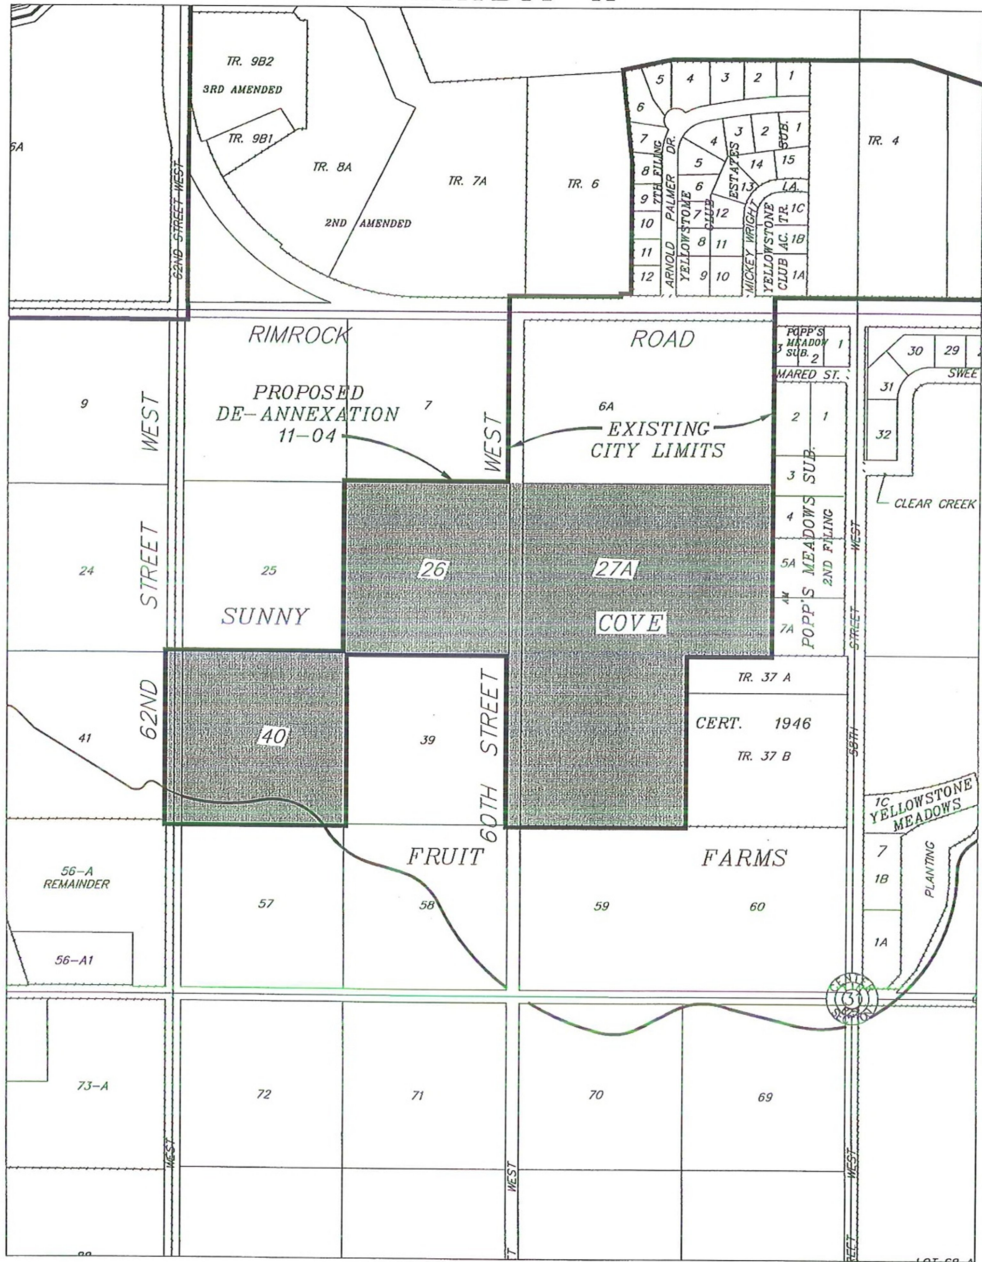 TR. 9B2
3RD AMENDED
TR. 9B1
6A
TR. 8A
2ND AMENDED
TR. 7A
TR. 6
5
4
3
2
1
6
7
8
9
10
11
12
7TH FILING
ARNOLD PALMER DR.
YELLOWSTONE
CLUB
ESTATES
SUB.
4
3
2
1
5
6
7
8
9
14
15
13
12
11
10
MICKEY WRIGHT
LA.
YELLOWSTONE
CLUB AC. TR.
1C
1B
1A
TR. 4
62ND STREET WEST
RIMROCK
ROAD
POPP'S
MEADOW
SUB.
3
2
1
MARED ST.
30
29
SWEE
31
32
CLEAR CREEK
9
62ND STREET WEST
PROPOSED
DE-ANNEXATION
11-04
7
60TH STREET WEST
6A
EXISTING
CITY LIMITS
2
1
3
4
5A
AM
7A
POPP'S MEADOWS SUB.
2ND FILING
58TH STREET WEST
24
25
26
27A
SUNNY
COVE
41
40
39
TR. 37 A
CERT. 1946
TR. 37 B
1C
YELLOWSTONE
MEADOWS
7
1B
1A
PLANTING
56-A
REMAINDER
56-A1
57
FRUIT
58
59
FARMS
60
CENTER
SECTION
73-A
72
71
70
69
WEST
WEST
WEST